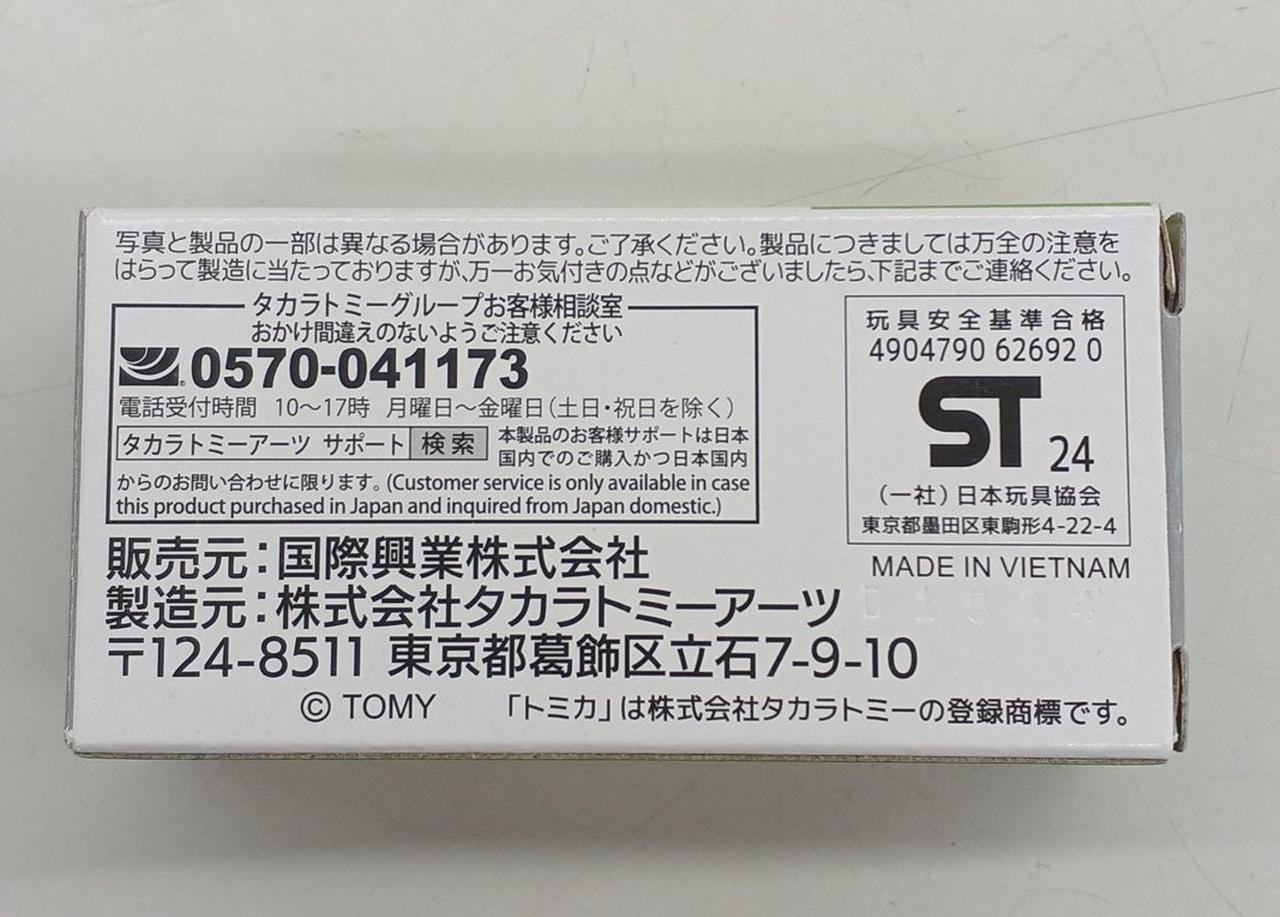 写真と製品の一部は異なる場合があります。ご了承ください。製品につきましては万全の注意を
はらって製造に当たっておりますが、万一お気付きの点などがございましたら、下記までご連絡ください。
タカラトミーグループお客様相談室
おかけ間違えのないようご注意ください
0570-041173
電話受付時間 10〜17時 月曜日〜金曜日(土日・祝日を除く)
タカラトミーアーツ サポート 検索
本製品のお客様サポートは日本
国内でのご購入かつ日本国内
からのお問い合わせに限ります。(Customer service is only available in case
this product purchased in Japan and inquired from Japan domestic.)
玩具安全基準合格
4904790 62692 0
ST 24
(一社)日本玩具協会
東京都墨田区東駒形4-22-4
MADE IN VIETNAM
販売元:国際興業株式会社
製造元:株式会社タカラトミーアーツ
〒124-8511 東京都葛飾区立石7-9-10
© TOMY 「トミカ」は株式会社タカラトミーの登録商標です。